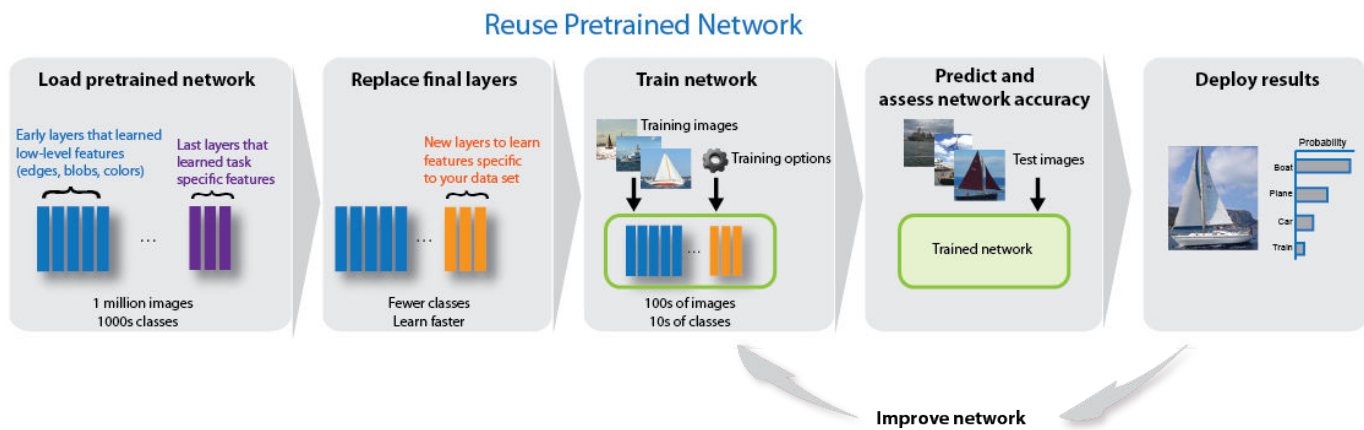 Reuse Pretrained Network
Load pretrained network
Early layers that learned
low-level features
(edges, blobs, colors)
Last layers that
learned task
specific features
...
1 million images
1000s classes
Replace final layers
New layers to learn
features specific
to your data set
...
Fewer classes
Learn faster
Train network
Training images
Training options
...
100s of images
10s of classes
Predict and
assess network accuracy
Test images
Trained network
Deploy results
Probability
Boat
Plane
Car
Train
Improve network